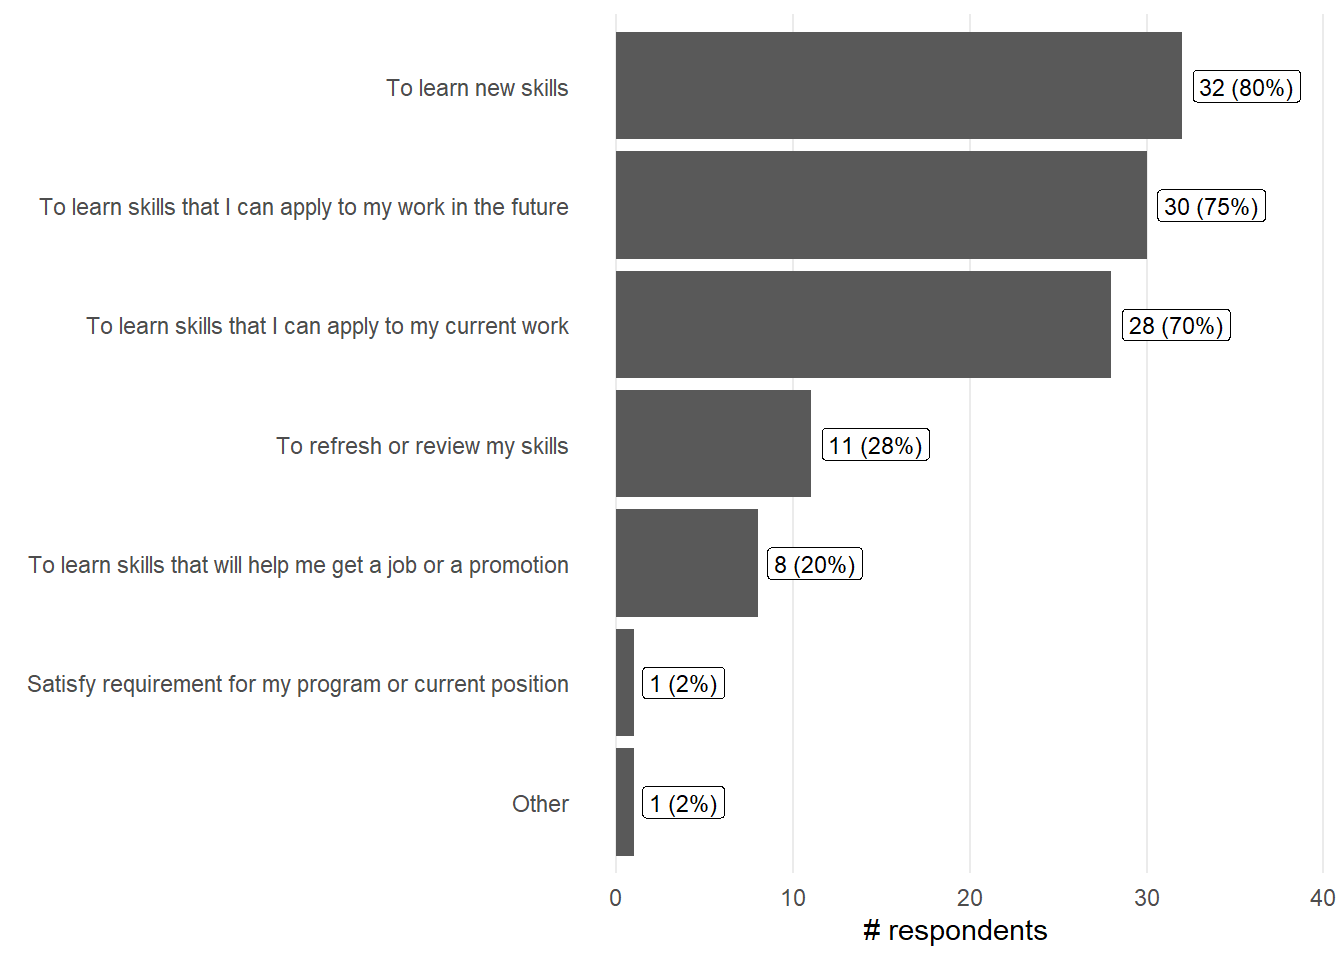 To learn new skills
32 (80%)
To learn skills that I can apply to my work in the future
30 (75%)
To learn skills that I can apply to my current work
28 (70%)
To refresh or review my skills
11 (28%)
To learn skills that will help me get a job or a promotion
8 (20%)
Satisfy requirement for my program or current position
1 (2%)
Other
1 (2%)
0 10 20 30 40
# respondents